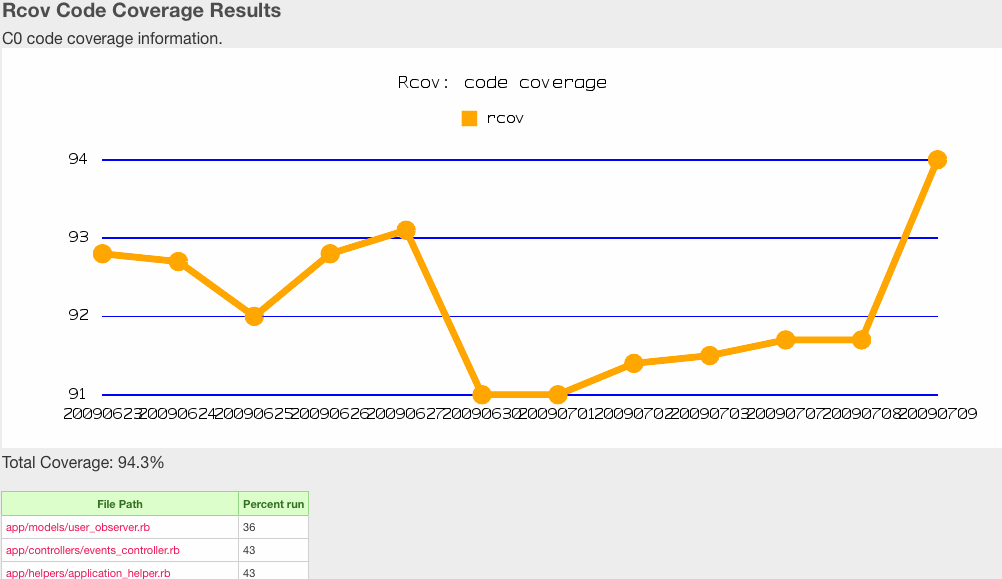 Rcov Code Coverage Results
C0 code coverage information.
Rcov: code coverage
rcov
94
93
92
91
20090623 20090624 20090625 20090626 20090627 20090630 20090701 20090702 20090703 20090707 20090708 20090709
Total Coverage: 94.3%
File Path Percent run
app/models/user_observer.rb 36
app/controllers/events_controller.rb 43
app/helpers/application_helper.rb 43